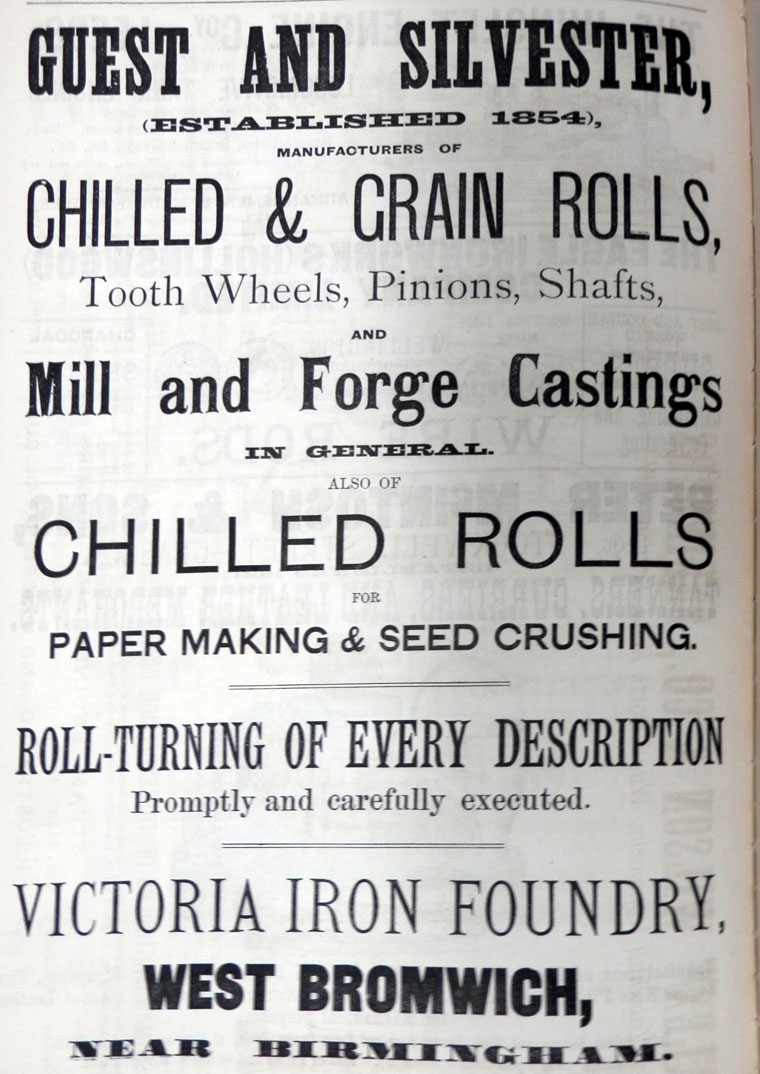 GUEST AND SILVESTER,
(ESTABLISHED 1854),
MANUFACTURERS OF
CHILLED & GRAIN ROLLS,
Tooth Wheels, Pinions, Shafts,
AND
Mill and Forge Castings
IN GENERAL.
ALSO OF
CHILLED ROLLS
FOR
PAPER MAKING & SEED CRUSHING.
ROLL-TURNING OF EVERY DESCRIPTION
Promptly and carefully executed.
VICTORIA IRON FOUNDRY,
WEST BROMWICH,
NEAR BIRMINGHAM.